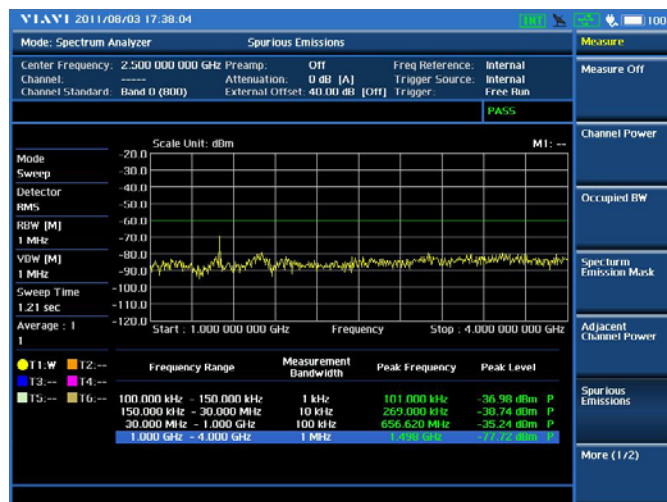 VIAVI 2011/08/03 17:38:04 INT 100
Mode: Spectrum Analyzer Spurious Emissions Measure
Center Frequency: 2.500 000 000 GHz Preamp: Off Freq Reference: Internal
Channel: ----- Attenuation: 0 dB [A] Trigger Source: Internal
Channel Standard: Band 0 (800) External Offset: 40.00 dB [Off] Trigger: Free Run
PASS
Measure Off
Channel Power
Occupied BW
Specturm
Emission Mask
Adjacent
Channel Power
Spurious
Emissions
More (1/2)
Scale Unit: dBm M1: --
Mode
Sweep
Detector
RMS
RBW [M]
1 MHz
VBW [M]
1 MHz
Sweep Time
1.21 sec
Average : 1
1
-20.0
-30.0
-40.0
-50.0
-60.0
-70.0
-80.0
-90.0
-100.0
-110.0
-120.0
Start : 1.000 000 000 GHz Frequency Stop : 4.000 000 000 GHz
T1:W T2:--
T3:-- T4:--
T5:-- T6:--
Frequency Range Measurement Bandwidth Peak Frequency Peak Level
100.000 kHz - 150.000 kHz 1 kHz 101.000 kHz -36.98 dBm P
150.000 kHz - 30.000 MHz 10 kHz 269.000 kHz -38.74 dBm P
30.000 MHz - 1.000 GHz 100 kHz 656.620 MHz -35.24 dBm P
1.000 GHz - 4.000 GHz 1 MHz 1.498 GHz -77.72 dBm P